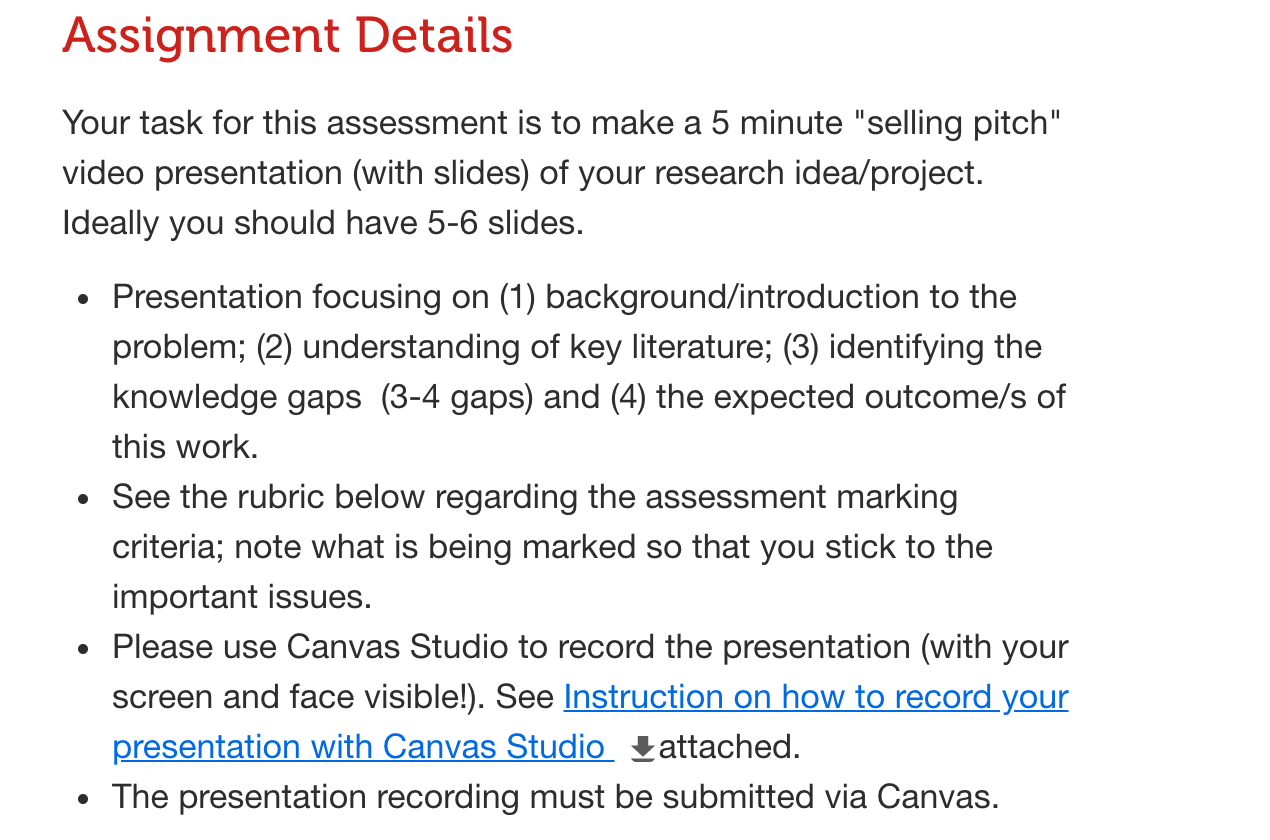 Assignment Details
Your task for this assessment is to make a 5 minute "selling pitch"
video presentation (with slides) of your research idea/project.
Ideally you should have 5-6 slides.
• Presentation focusing on (1) background/introduction to the
problem; (2) understanding of key literature; (3) identifying the
knowledge gaps  (3-4 gaps) and (4) the expected outcome/s of
this work.
• See the rubric below regarding the assessment marking
criteria; note what is being marked so that you stick to the
important issues.
• Please use Canvas Studio to record the presentation (with your
screen and face visible!). See Instruction on how to record your
presentation with Canvas Studio attached.
• The presentation recording must be submitted via Canvas.